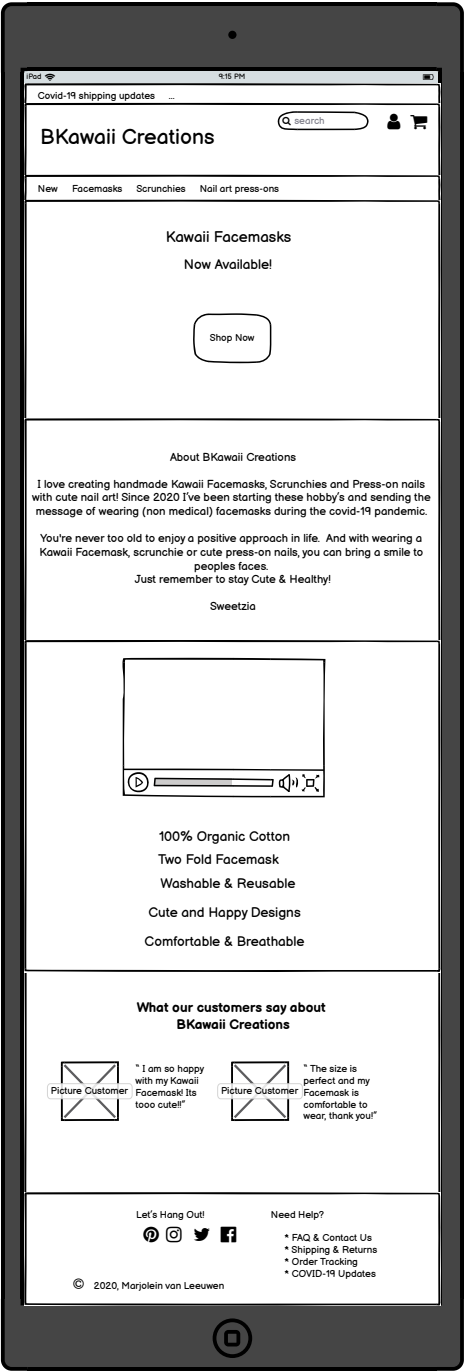 iPad 9:15 PM
Covid-19 shipping updates ...
BKawaii Creations
search
New Facemasks Scrunchies Nail art press-ons
Kawaii Facemasks
Now Available!
Shop Now
About BKawaii Creations
I love creating handmade Kawaii Facemasks, Scrunchies and Press-on nails
with cute nail art! Since 2020 I've been starting these hobby's and sending the
message of wearing (non medical) facemasks during the covid-19 pandemic.
You're never too old to enjoy a positive approach in life. And with wearing a
Kawaii Facemask, scrunchie or cute press-on nails, you can bring a smile to
peoples faces.
Just remember to stay Cute & Healthy!
Sweetzia
100% Organic Cotton
Two Fold Facemask
Washable & Reusable
Cute and Happy Designs
Comfortable & Breathable
What our customers say about
BKawaii Creations
Picture Customer
" I am so happy
with my Kawaii
Facemask! Its
tooo cute!!"
Picture Customer
" The size is
perfect and my
Facemask is
comfortable to
wear, thank you!"
Let's Hang Out!
Need Help?
* FAQ & Contact Us
* Shipping & Returns
* Order Tracking
* COVID-19 Updates
© 2020, Marjolein van Leeuwen